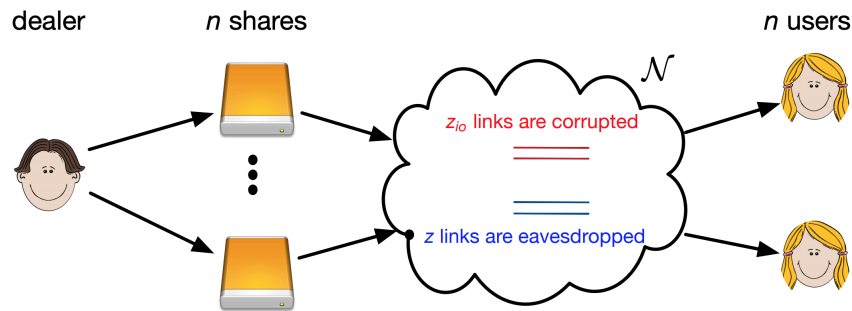 dealer
n shares
n users
𝒩
z_io links are corrupted
z links are eavesdropped